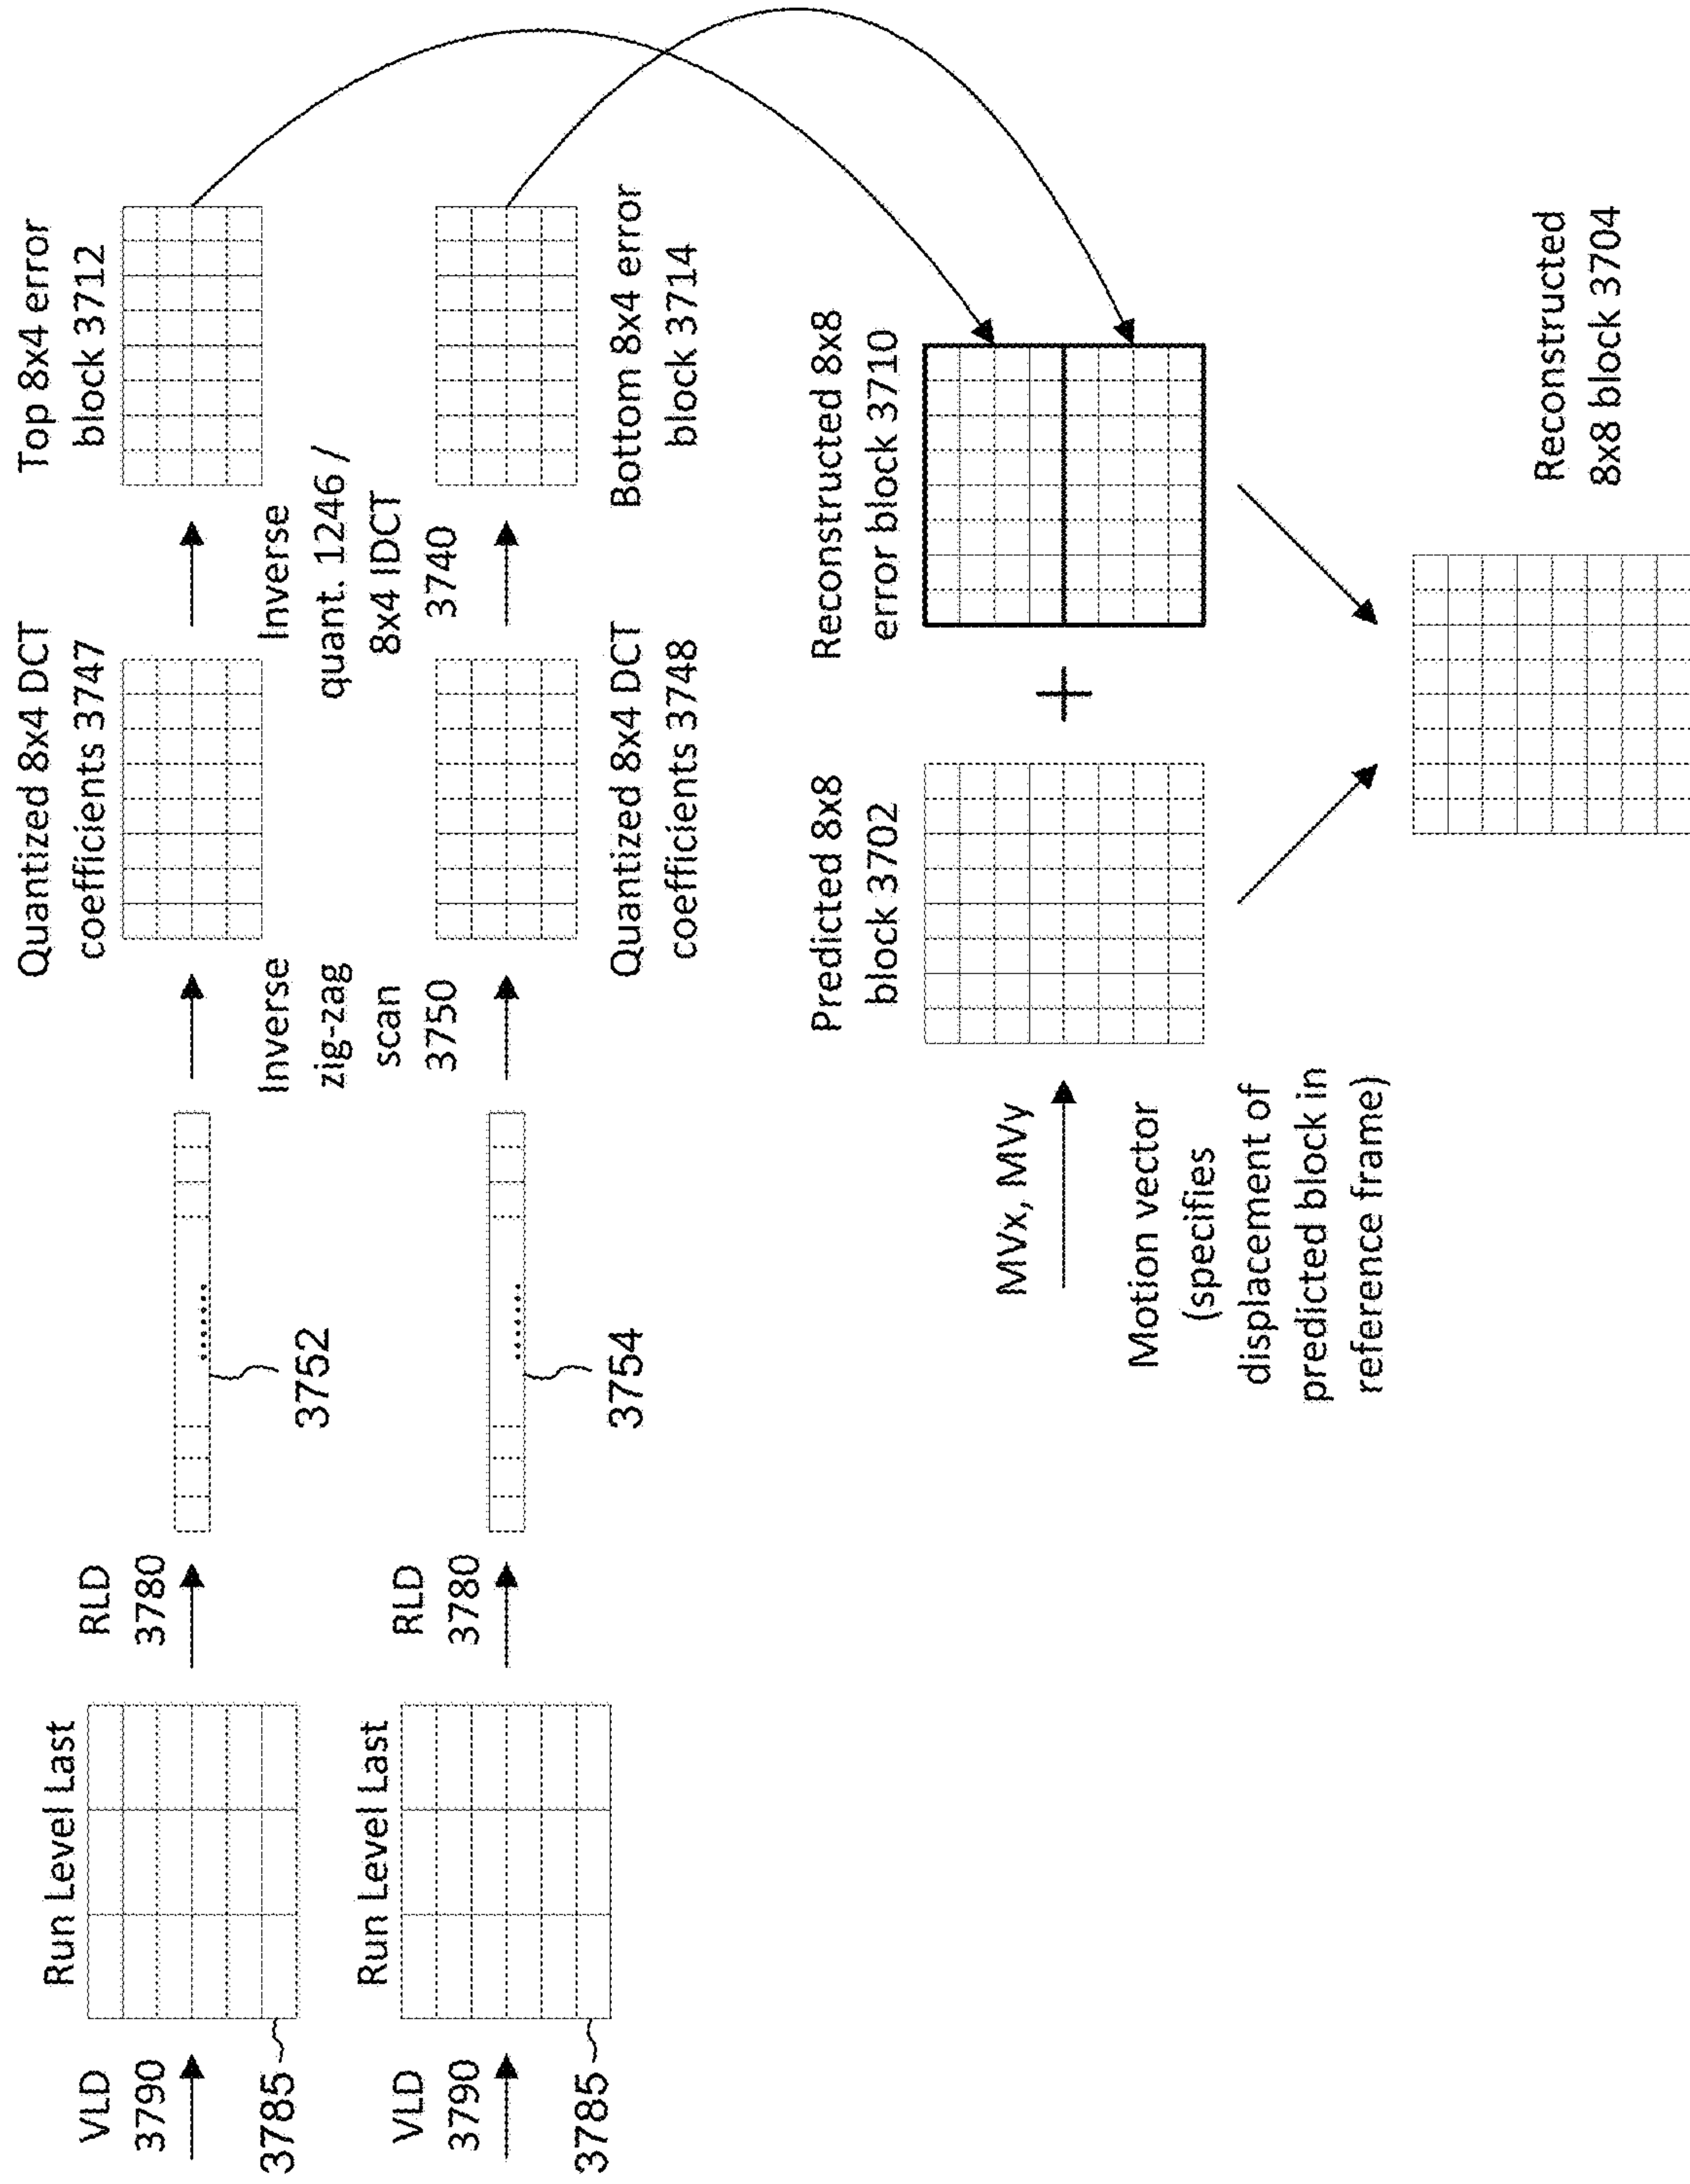 VLD
3790
3785
Run Level Last
RLD
3780
3752
Inverse
zig-zag
scan
3750
Quantized 8x4 DCT
coefficients 3747
Inverse
quant. 1246 /
8x4 IDCT
3740
Top 8x4 error
block 3712
VLD
3790
3785
Run Level Last
RLD
3780
3754
Quantized 8x4 DCT
coefficients 3748
Bottom 8x4 error
block 3714
MVx, MVy
Motion vector
(specifies
displacement of
predicted block in
reference frame)
Predicted 8x8
block 3702
+
Reconstructed 8x8
error block 3710
Reconstructed
8x8 block 3704